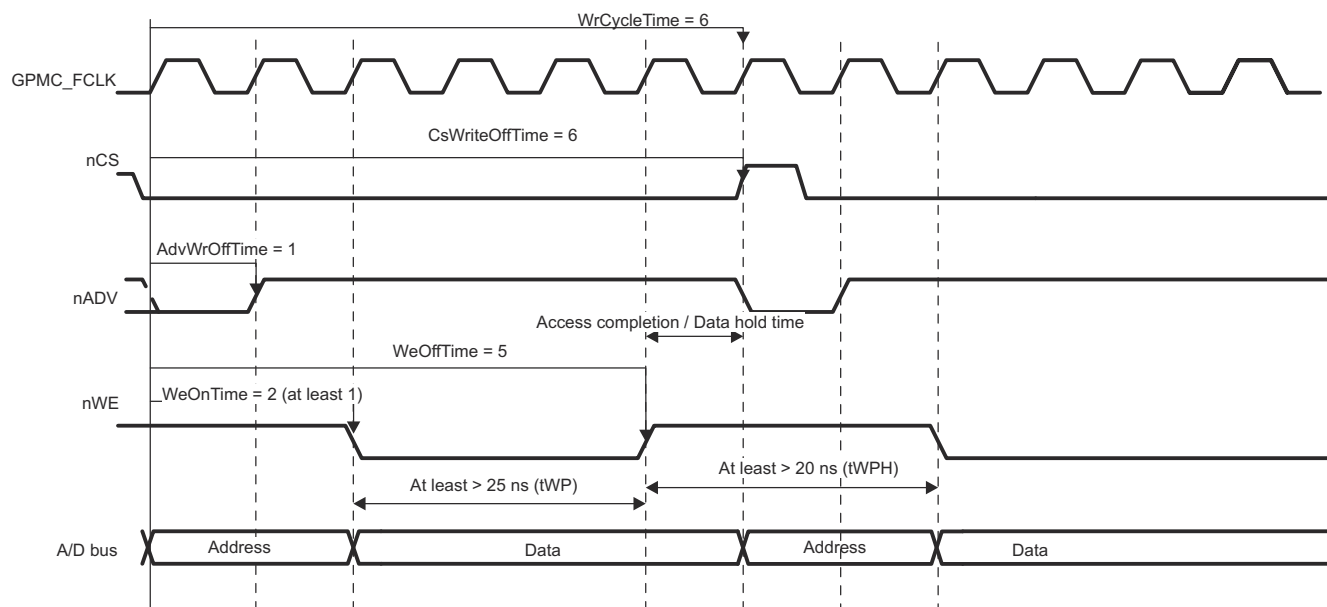 WrCycleTime = 6
GPMC_FCLK
CsWriteOffTime = 6
nCS
AdvWrOffTime = 1
nADV
Access completion / Data hold time
WeOffTime = 5
WeOnTime = 2 (at least 1)
nWE
At least > 20 ns (tWPH)
At least > 25 ns (tWP)
A/D bus
Address
Data
Address
Data